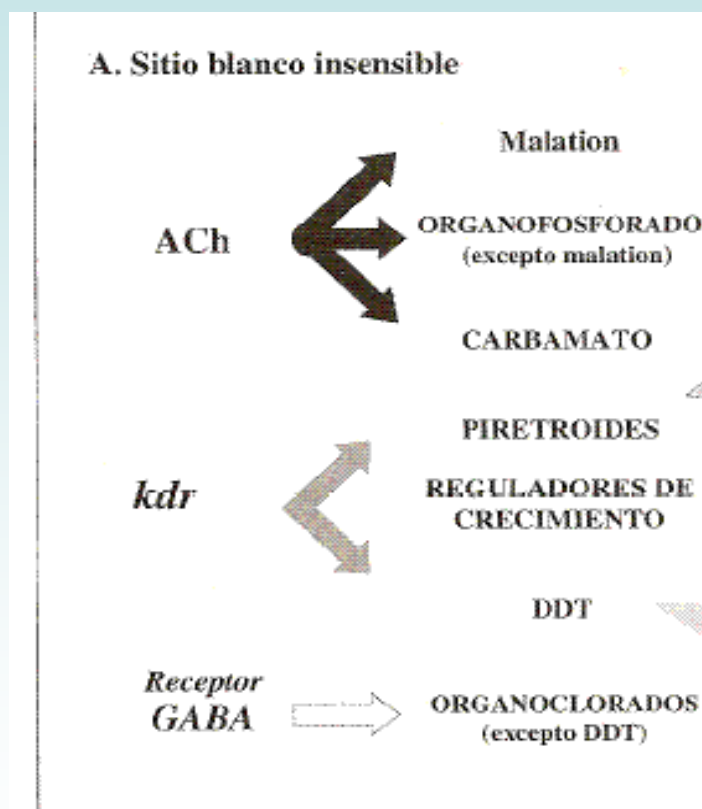 A. Sitio blanco insensible
Malation
ACh
ORGANOFOSFORADO
(excepto malation)
CARBAMATO
PIRETROIDES
kdr
REGULADORES DE
CRECIMIENTO
DDT
Receptor
GABA
ORGANOCLORADOS
(excepto DDT)